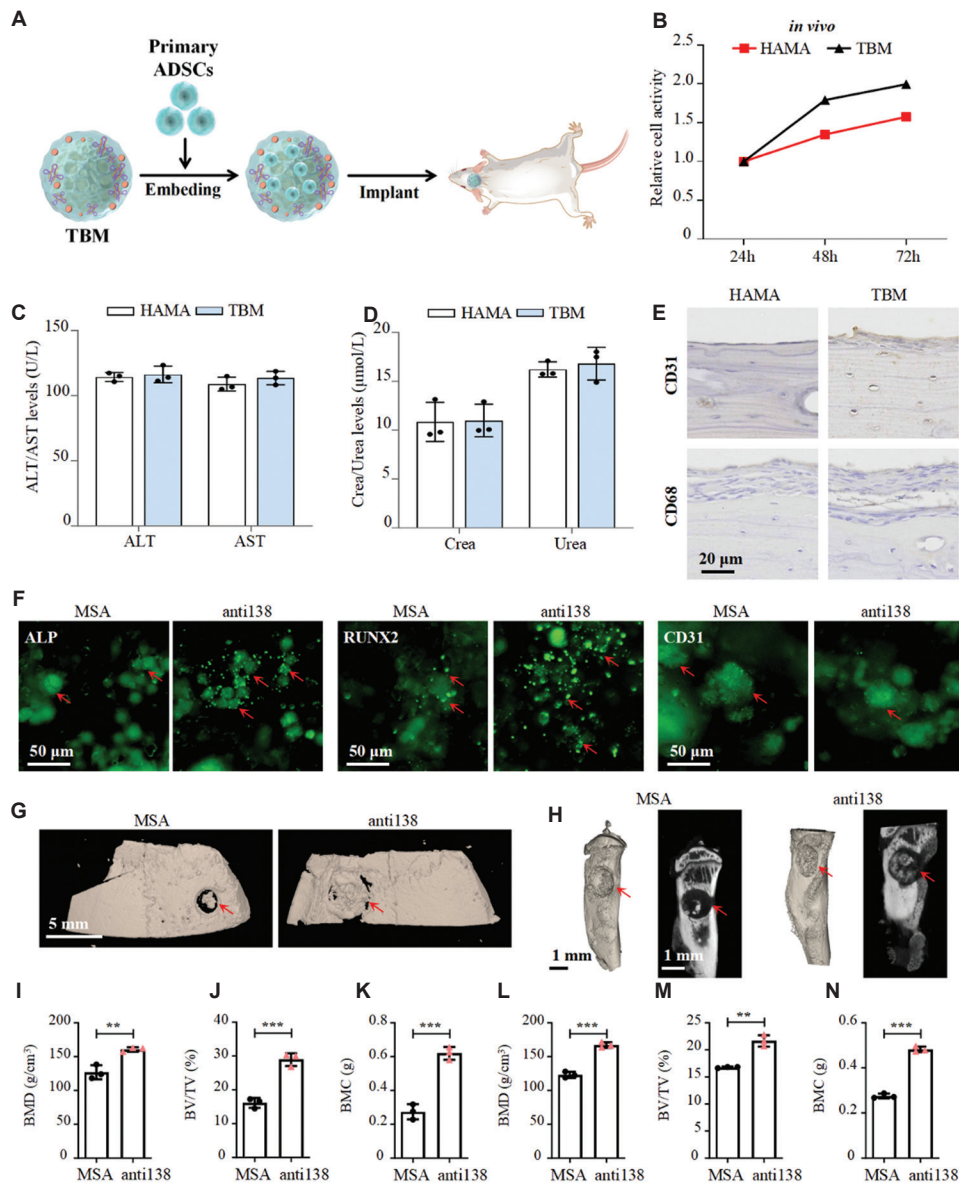 A
Primary
ADSCs
Embeding
Implant
TBM
B
in vivo
HAMA TBM
Relative cell activity
2.5
2.0
1.5
1.0
0.5
0
24h 48h 72h
C
HAMA TBM
ALT/AST levels (U/L)
150
100
50
0
ALT AST
D
HAMA TBM
Crea/Urea levels (μmol/L)
20
15
10
5
0
Crea Urea
E
HAMA TBM
CD31
CD68
20 μm
F
MSA anti138 MSA anti138 MSA anti138
ALP RUNX2 CD31
50 μm 50 μm 50 μm
G
MSA anti138
5 mm
H
MSA anti138
1 mm 1 mm
I
**
BMD (g/cm³)
200
150
100
50
0
MSA anti138
J
***
BV/TV (%)
40
30
20
10
0
MSA anti138
K
***
BMC (g)
0.8
0.6
0.4
0.2
0
MSA anti138
L
***
BMD (g/cm³)
200
150
100
50
0
MSA anti138
M
**
BV/TV (%)
25
20
15
10
5
0
MSA anti138
N
***
BMC (g)
0.6
0.4
0.2
0
MSA anti138